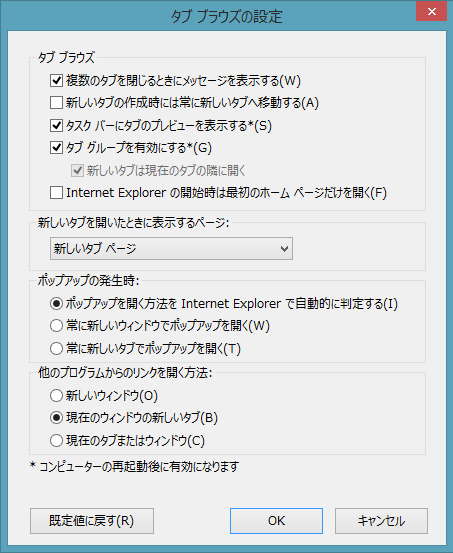 タブ ブラウズの設定
タブ ブラウズ
複数のタブを閉じるときにメッセージを表示する(W)
新しいタブの作成時には常に新しいタブへ移動する(A)
タスク バーにタブのプレビューを表示する*(S)
タブ グループを有効にする*(G)
新しいタブは現在のタブの隣に開く
Internet Explorer の開始時は最初のホーム ページだけを開く(F)
新しいタブを開いたときに表示するページ:
新しいタブ ページ
ポップアップの発生時:
ポップアップを開く方法を Internet Explorer で自動的に判定する(I)
常に新しいウィンドウでポップアップを開く(W)
常に新しいタブでポップアップを開く(T)
他のプログラムからのリンクを開く方法:
新しいウィンドウ(O)
現在のウィンドウの新しいタブ(B)
現在のタブまたはウィンドウ(C)
* コンピューターの再起動後に有効になります
既定値に戻す(R) OK キャンセル